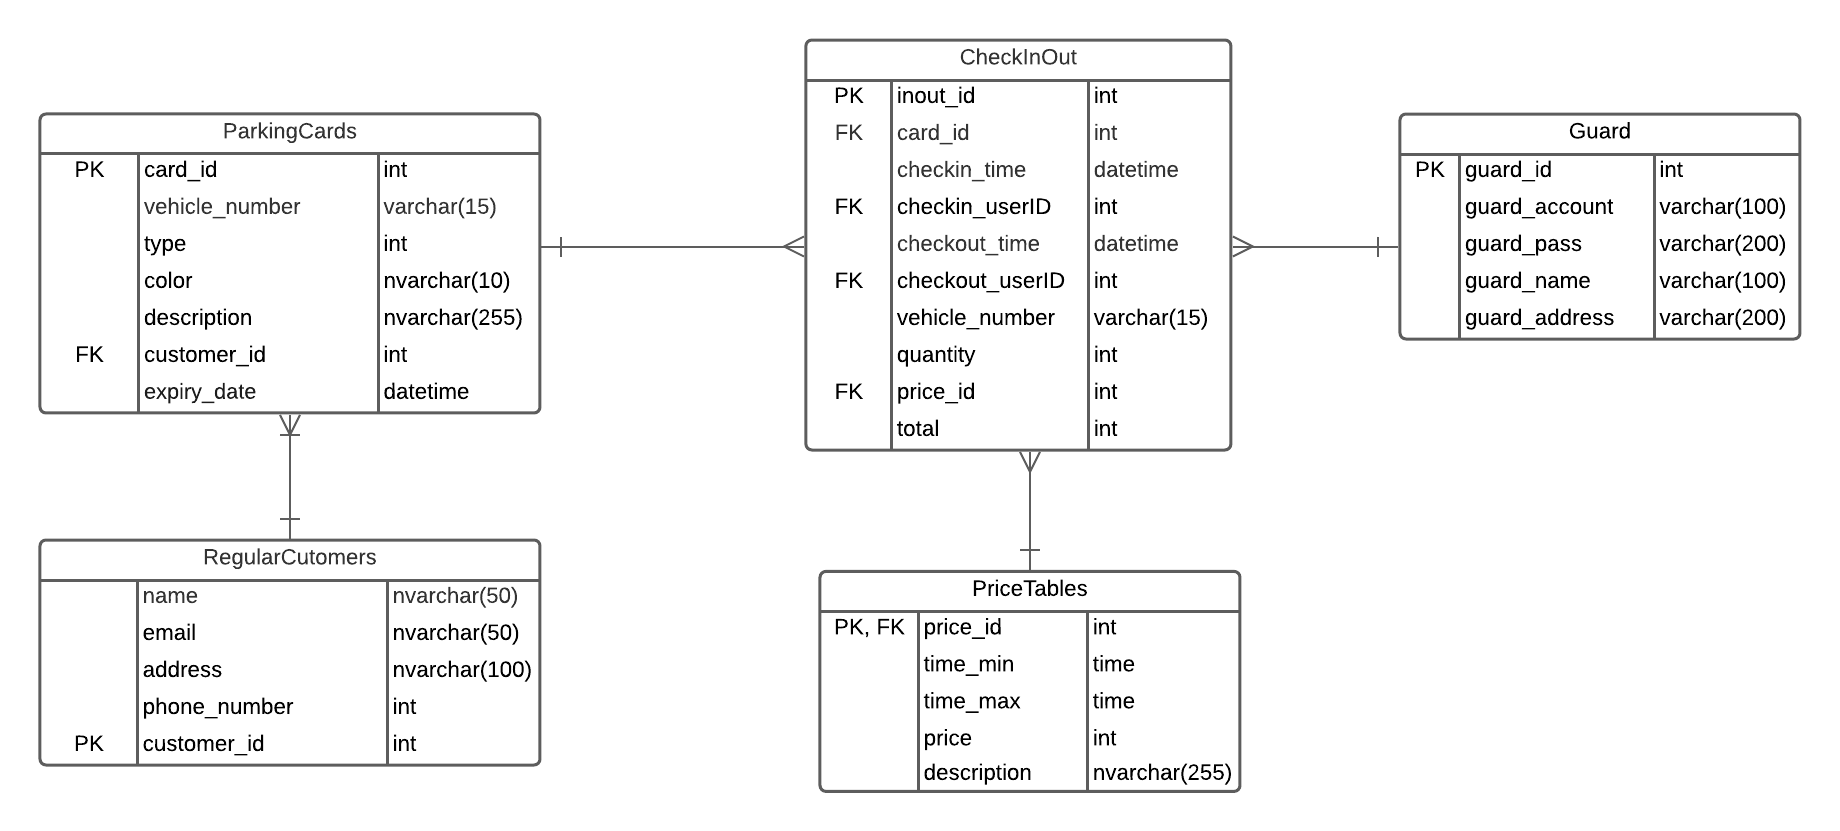 ParkingCards
PK card_id int
vehicle_number varchar(15)
type int
color nvarchar(10)
description nvarchar(255)
FK customer_id int
expiry_date datetime
CheckInOut
PK inout_id int
FK card_id int
checkin_time datetime
FK checkin_userID int
checkout_time datetime
FK checkout_userID int
vehicle_number varchar(15)
quantity int
FK price_id int
total int
Guard
PK guard_id int
guard_account varchar(100)
guard_pass varchar(200)
guard_name varchar(100)
guard_address varchar(200)
RegularCutomers
name nvarchar(50)
email nvarchar(50)
address nvarchar(100)
phone_number int
PK customer_id int
PriceTables
PK, FK price_id int
time_min time
time_max time
price int
description nvarchar(255)